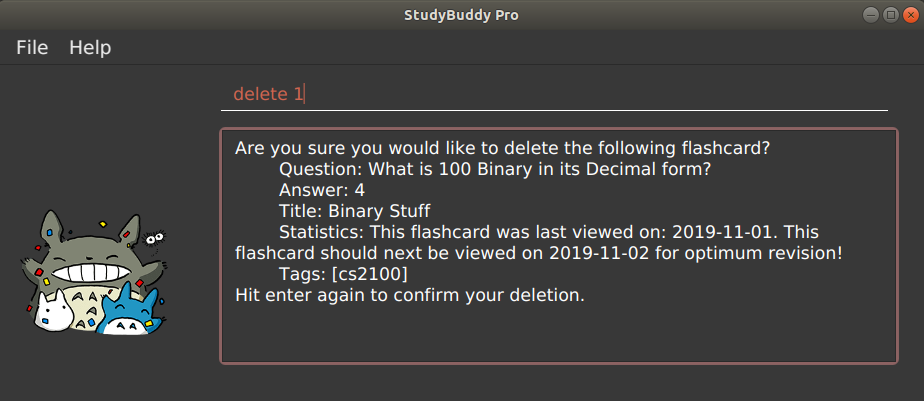 StudyBuddy Pro
File Help
delete 1
Are you sure you would like to delete the following flashcard?
Question: What is 100 Binary in its Decimal form?
Answer: 4
Title: Binary Stuff
Statistics: This flashcard was last viewed on: 2019-11-01. This
flashcard should next be viewed on 2019-11-02 for optimum revision!
Tags: [cs2100]
Hit enter again to confirm your deletion.